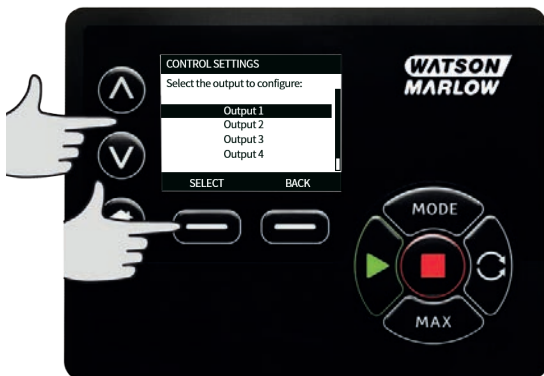 CONTROL SETTINGS
Select the output to configure:
Output 1
Output 2
Output 3
Output 4
SELECT BACK
WATSON
MARLOW
MODE
MAX